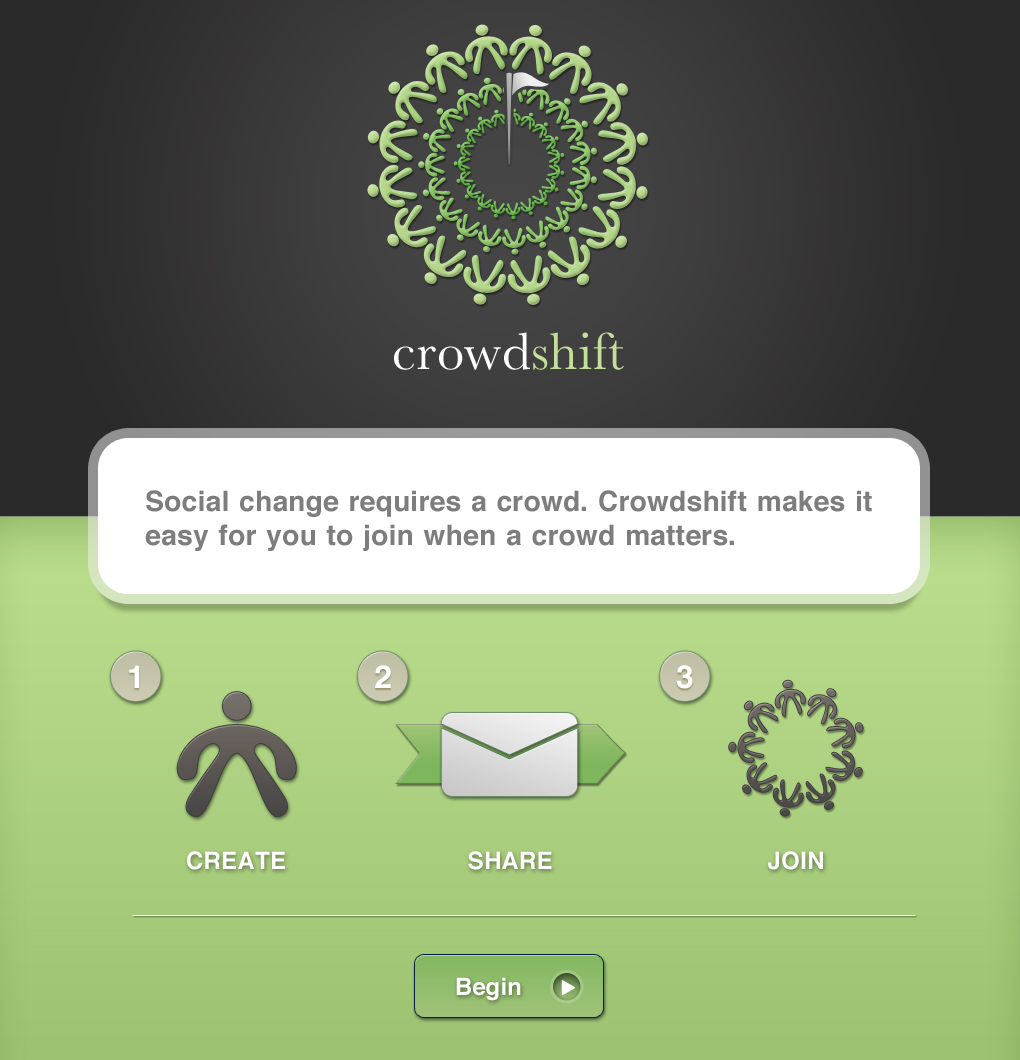 crowdshift
Social change requires a crowd. Crowdshift makes it
easy for you to join when a crowd matters.
1
2
3
CREATE
SHARE
JOIN
Begin